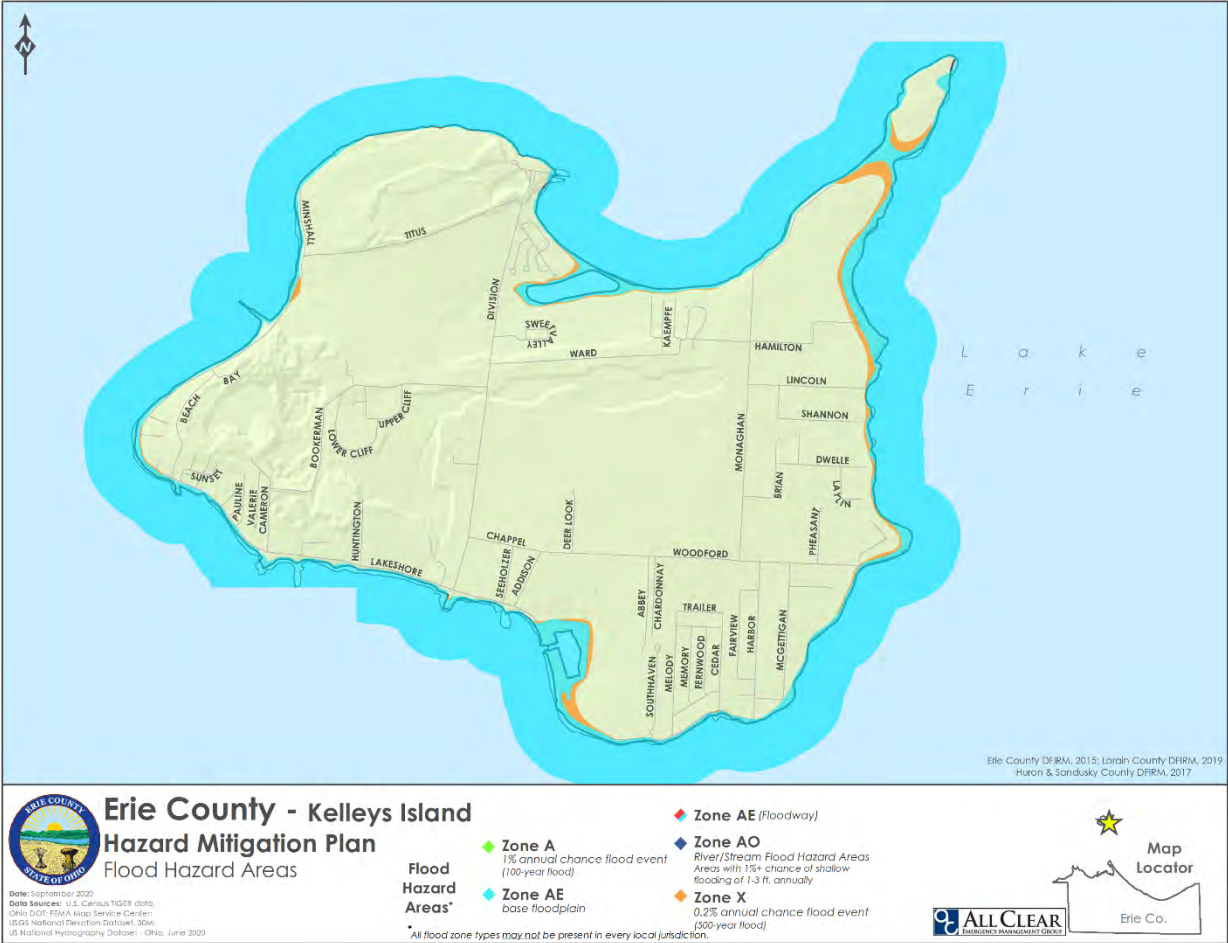 N
MINSHALL
TITUS
DIVISION
SWEET VALLEY
KAEMPFE
WARD
HAMILTON
LINCOLN
SHANNON
DWELLE
MONAGHAN
BRIAN
PHEASANT
BAY
BEACH
UPPER CLIFF
LOWER CLIFF
BOOKERMAN
SUNSET
PAULINE
VALERIE
CAMERON
HUNTINGTON
LAKESHORE
CHAPPEL
DEER LOOK
SEEHOLZER
ADDISON
WOODFORD
ABBEY
CHARDONNAY
TRAILER
SOUTHHAVEN
MELODY
MEMORY
FERNWOOD
CEDAR
FAIRVIEW
HARBOR
MCGETTIGAN
Lake
Erie
Erie County DFIRM, 2015; Lorain County DFIRM, 2019
Huron & Sandusky County DFIRM, 2017
ERIE COUNTY
STATE OF OHIO
Erie County - Kelleys Island
Hazard Mitigation Plan
Flood Hazard Areas
Date: September 2020
Data Sources: U.S. Census TIGER data,
Ohio DOT; FEMA Map Service Center;
USGS National Elevation Dataset, 30M;
US National Hydrography Dataset - Ohio, June 2020
Flood
Hazard
Areas*
Zone A
1% annual chance flood event
(100-year flood)
Zone AE
base floodplain
Zone AE (Floodway)
Zone AO
River/Stream Flood Hazard Areas
Areas with 1%+ chance of shallow
flooding of 1-3 ft. annually
Zone X
0.2% annual chance flood event
(500-year flood)
*All flood zone types may not be present in every local jurisdiction.
Map
Locator
Erie Co.
ALL CLEAR
EMERGENCY MANAGEMENT GROUP